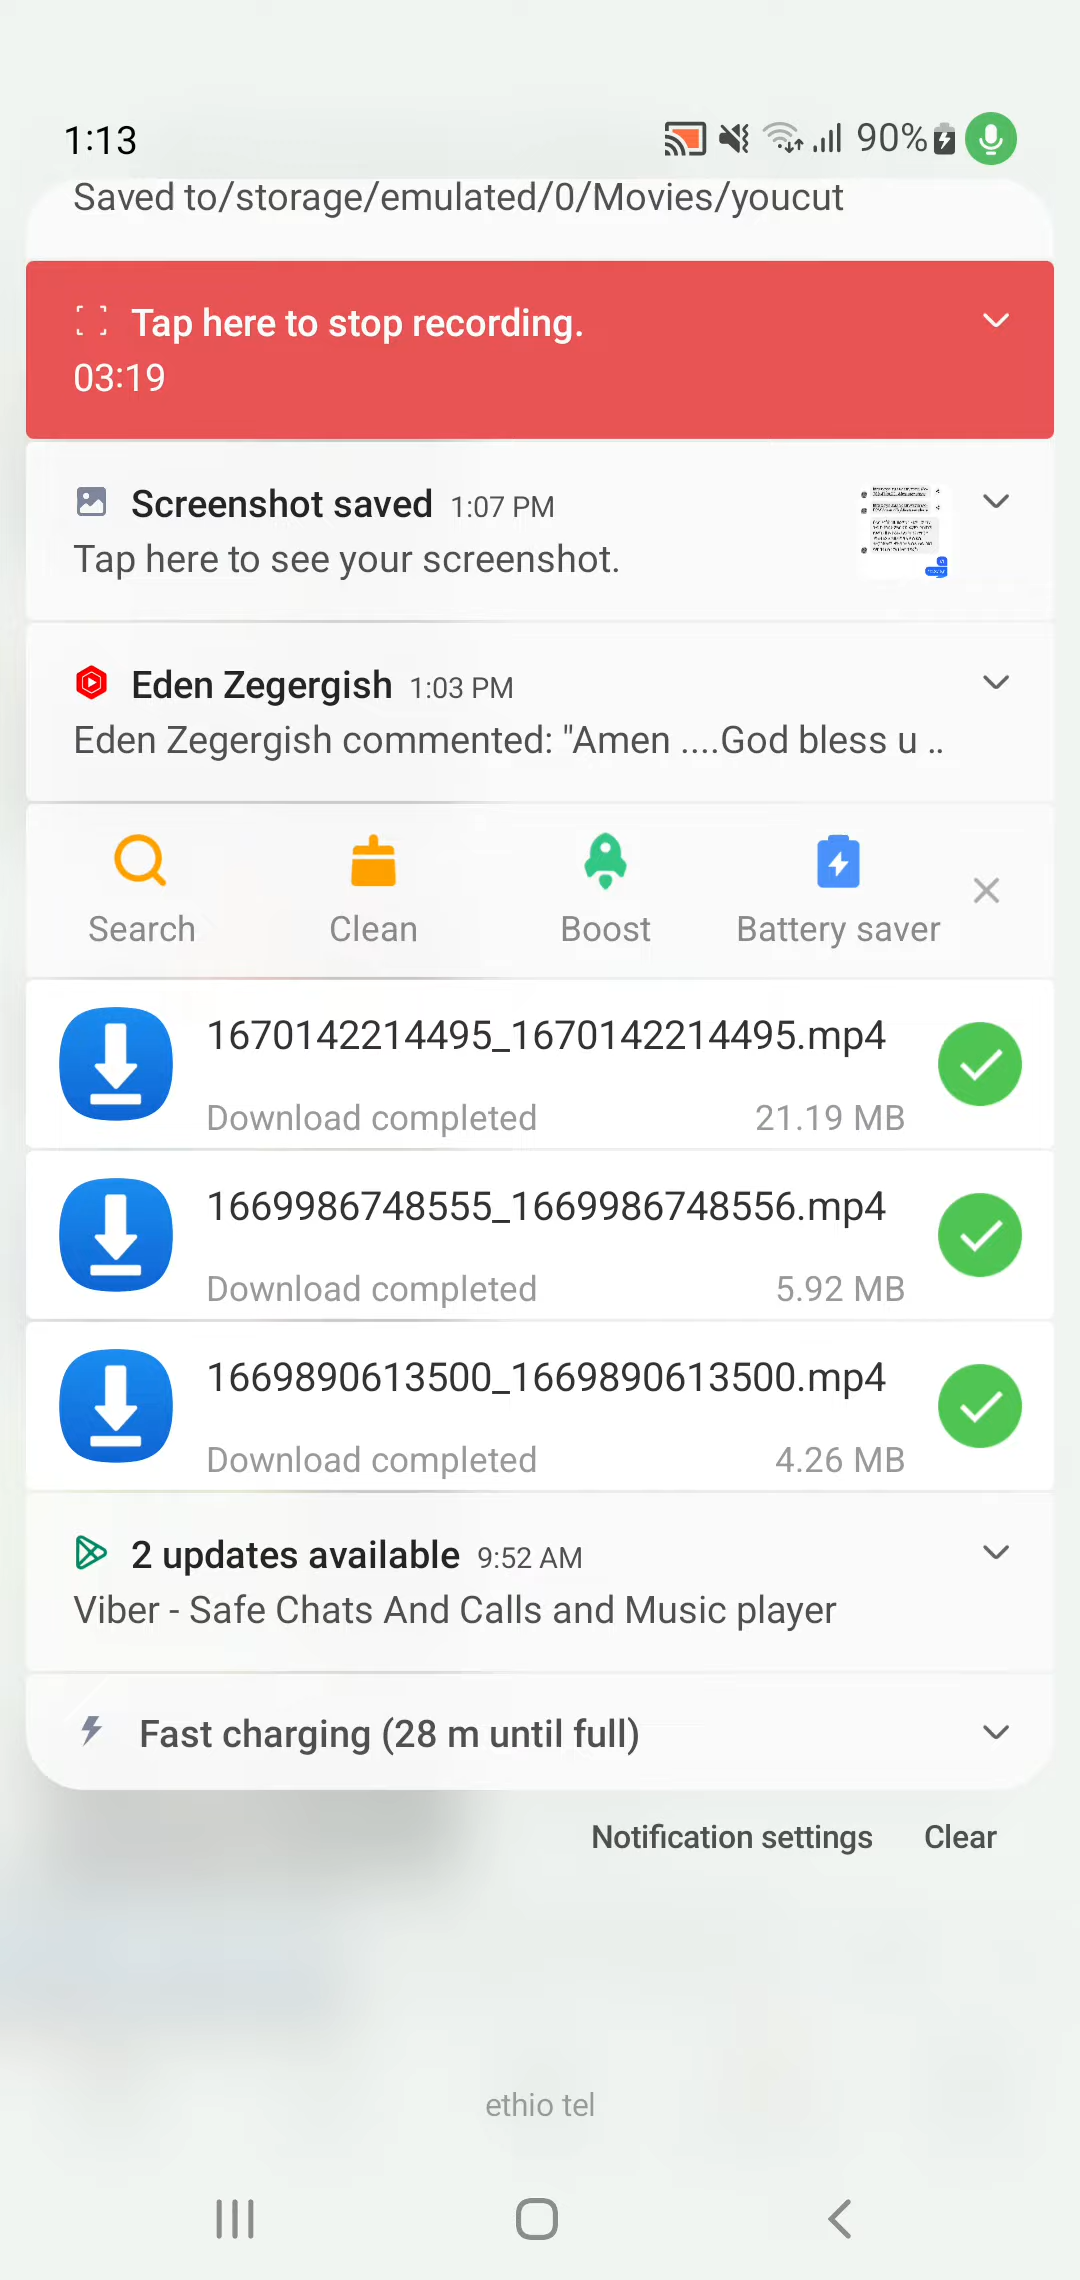 1:13
90%
Saved to/storage/emulated/0/Movies/youcut
Tap here to stop recording.
03:19
Screenshot saved 1:07 PM
Tap here to see your screenshot.
Eden Zegergish 1:03 PM
Eden Zegergish commented: "Amen ....God bless u ..
Search Clean Boost Battery saver
1670142214495_1670142214495.mp4
Download completed 21.19 MB
1669986748555_1669986748556.mp4
Download completed 5.92 MB
1669890613500_1669890613500.mp4
Download completed 4.26 MB
2 updates available 9:52 AM
Viber - Safe Chats And Calls and Music player
Fast charging (28 m until full)
Notification settings Clear
ethio tel